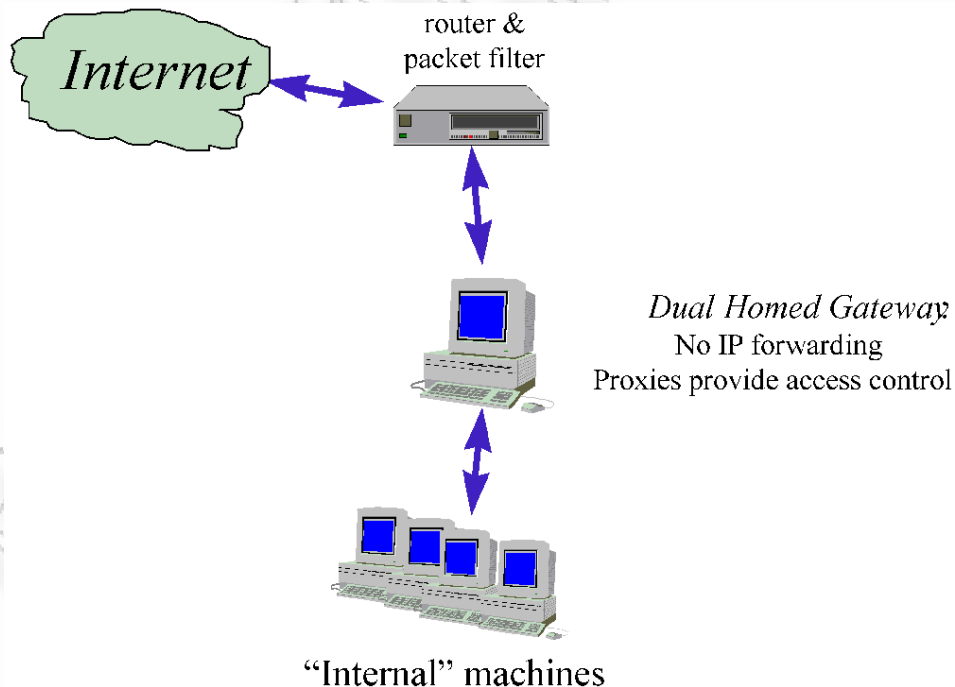 Internet
router &
packet filter
Dual Homed Gateway:
No IP forwarding
Proxies provide access control
“Internal” machines